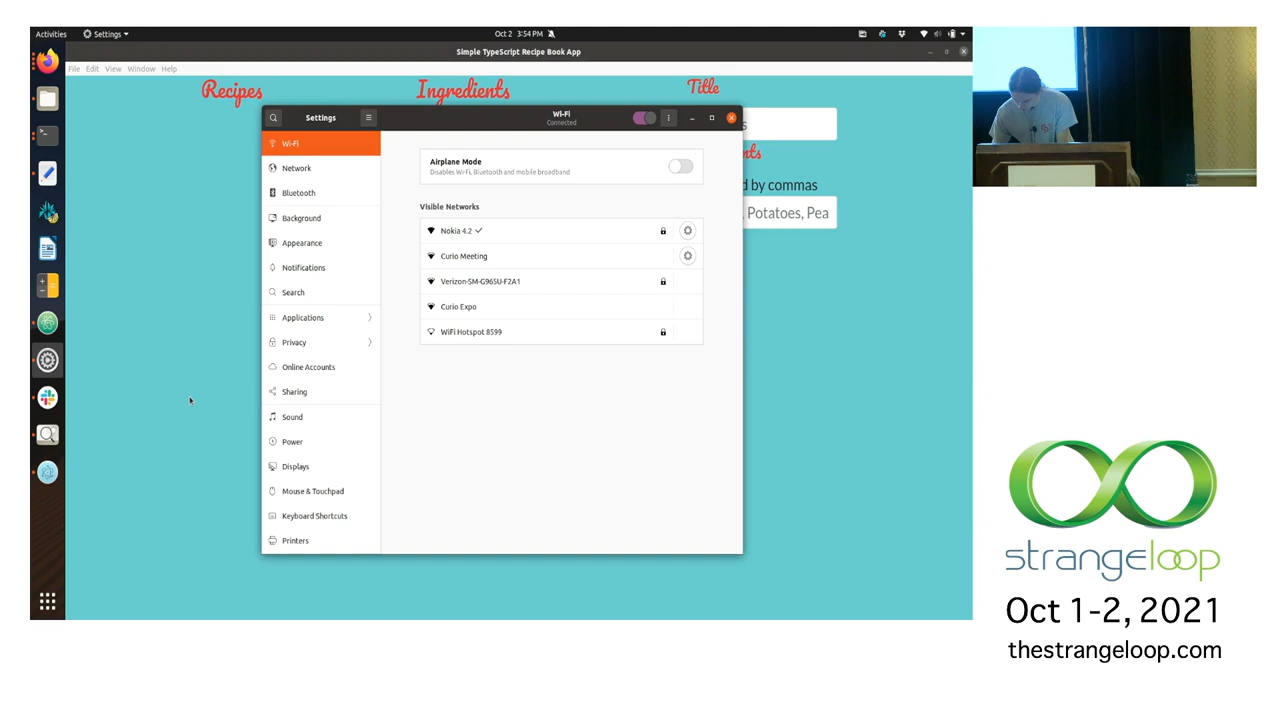 Activities
Settings
Oct 2 3:54 PM
Simple TypeScript Recipe Book App
File Edit View Window Help
Recipes
Ingredients
Title
Settings
Wi-Fi
Connected
Wi-Fi
Network
Bluetooth
Background
Appearance
Notifications
Search
Applications
Privacy
Online Accounts
Sharing
Sound
Power
Displays
Mouse & Touchpad
Keyboard Shortcuts
Printers
Airplane Mode
Disables Wi-Fi, Bluetooth and mobile broadband
Visible Networks
Nokia 4.2
Curio Meeting
Verizon-SM-G965U-F2A1
Curio Expo
WiFi Hotspot 8599
s
nts
d by commas
, Potatoes, Pea
strangeloop
Oct 1-2, 2021
thestrangeloop.com